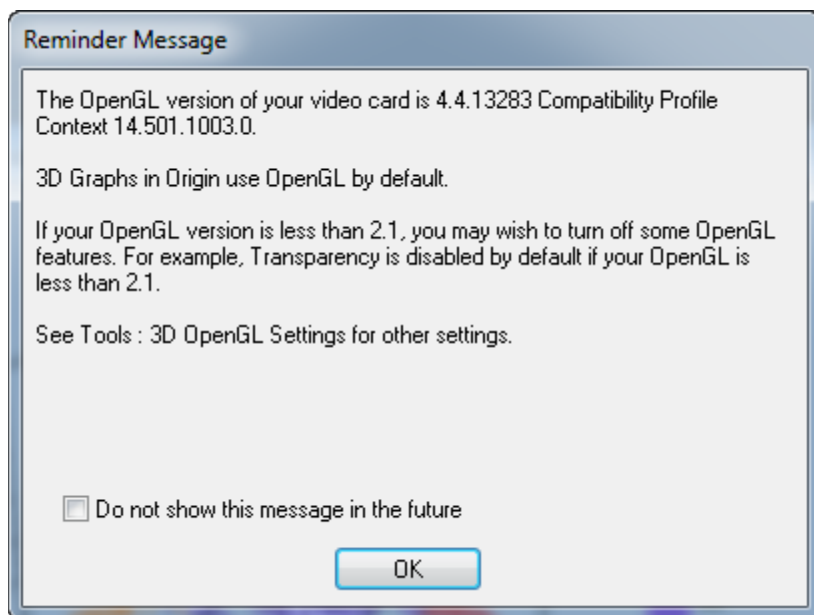 Reminder Message
The OpenGL version of your video card is 4.4.13283 Compatibility Profile
Context 14.501.1003.0.
3D Graphs in Origin use OpenGL by default.
If your OpenGL version is less than 2.1, you may wish to turn off some OpenGL
features. For example, Transparency is disabled by default if your OpenGL is
less than 2.1.
See Tools : 3D OpenGL Settings for other settings.
Do not show this message in the future
OK